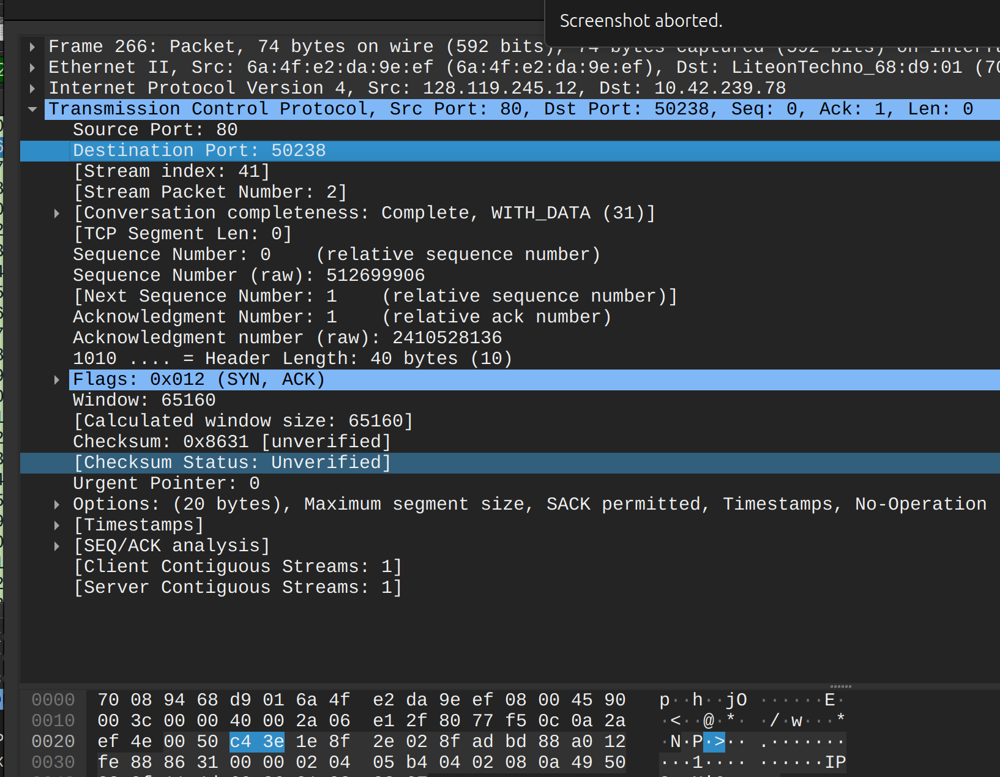 Screenshot aborted.
Frame 266: Packet, 74 bytes on wire (592 bits), 74 bytes captured (592 bits) on
Ethernet II, Src: 6a:4f:e2:da:9e:ef (6a:4f:e2:da:9e:ef), Dst: LiteonTechno_68:d9:01 (70
Internet Protocol Version 4, Src: 128.119.245.12, Dst: 10.42.239.78
Transmission Control Protocol, Src Port: 80, Dst Port: 50238, Seq: 0, Ack: 1, Len: 0
Source Port: 80
Destination Port: 50238
[Stream index: 41]
[Stream Packet Number: 2]
[Conversation completeness: Complete, WITH_DATA (31)]
[TCP Segment Len: 0]
Sequence Number: 0    (relative sequence number)
Sequence Number (raw): 512699906
[Next Sequence Number: 1    (relative sequence number)]
Acknowledgment Number: 1    (relative ack number)
Acknowledgment number (raw): 2410528136
1010 .... = Header Length: 40 bytes (10)
Flags: 0x012 (SYN, ACK)
Window: 65160
[Calculated window size: 65160]
Checksum: 0x8631 [unverified]
[Checksum Status: Unverified]
Urgent Pointer: 0
Options: (20 bytes), Maximum segment size, SACK permitted, Timestamps, No-Operation
[Timestamps]
[SEQ/ACK analysis]
[Client Contiguous Streams: 1]
[Server Contiguous Streams: 1]
0000 70 08 94 68 d9 01 6a 4f e2 da 9e ef 08 00 45 90 p··h··jO ······E·
0010 00 3c 00 00 40 00 2a 06 e1 2f 80 77 f5 0c 0a 2a ·<··@·*· ·/·w···*
0020 ef 4e 00 50 c4 3e 1e 8f 2e 02 8f ad bd 88 a0 12 ·N·P·>·· .·······
0030 fe 88 86 31 00 00 02 04 05 b4 04 02 08 0a 49 50 ···1···· ······IP